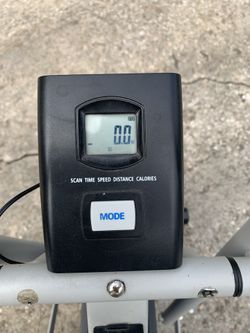 0.0
SCAN TIME SPEED DISTANCE CALORIES
MODE